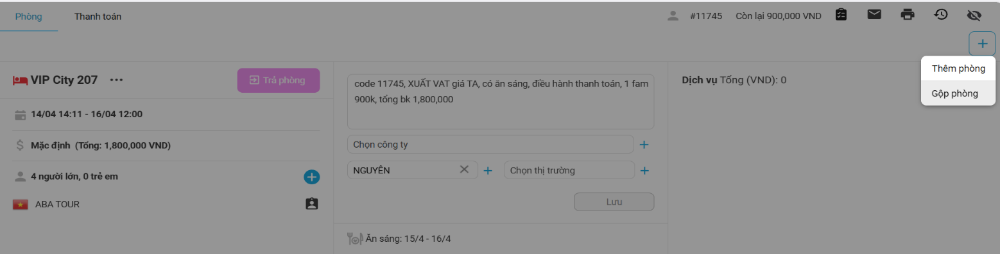 Phòng
Thanh toán
#11745
Còn lại 900,000 VND
Thêm phòng
Gộp phòng
VIP City 207
Trả phòng
14/04 14:11 - 16/04 12:00
Mặc định (Tổng: 1,800,000 VND)
4 người lớn, 0 trẻ em
ABA TOUR
code 11745, XUẤT VAT giá TA, có ăn sáng, điều hành thanh toán, 1 fam
900k, tổng bk 1,800,000
Chọn công ty
NGUYÊN
Chọn thị trường
Lưu
Ăn sáng: 15/4 - 16/4
Dịch vụ Tổng (VND): 0